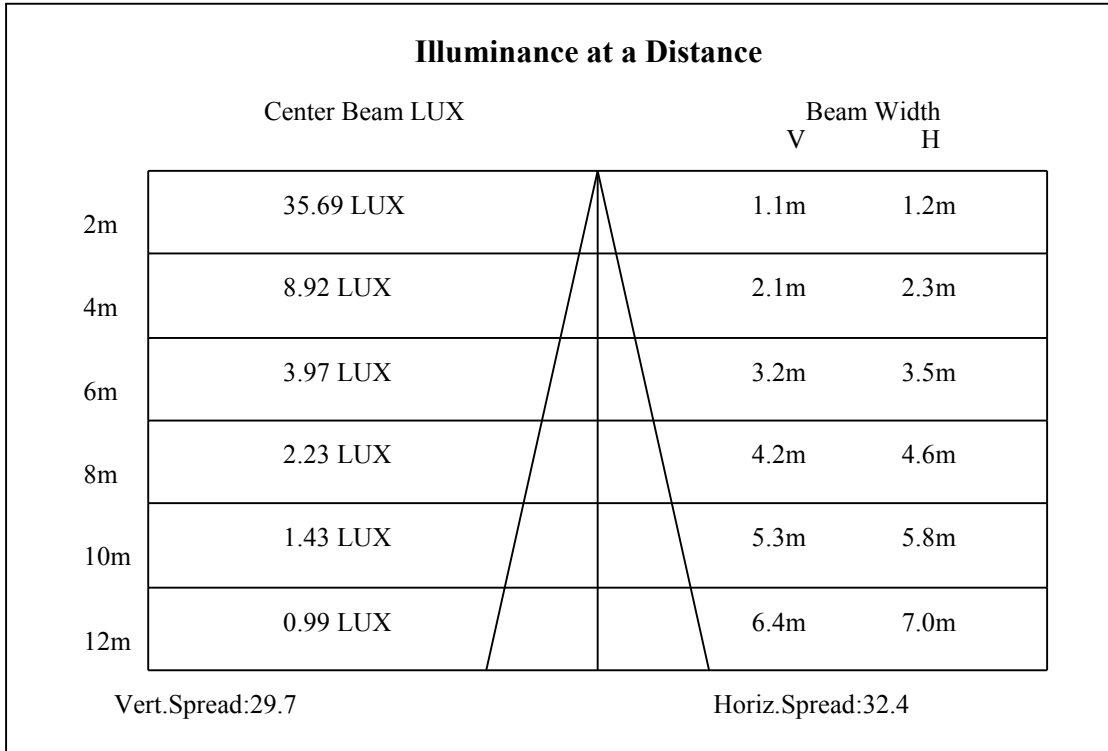 Illuminance at a Distance
Center Beam LUX Beam Width
V H
2m 35.69 LUX 1.1m 1.2m
4m 8.92 LUX 2.1m 2.3m
6m 3.97 LUX 3.2m 3.5m
8m 2.23 LUX 4.2m 4.6m
10m 1.43 LUX 5.3m 5.8m
12m 0.99 LUX 6.4m 7.0m
Vert.Spread:29.7 Horiz.Spread:32.4